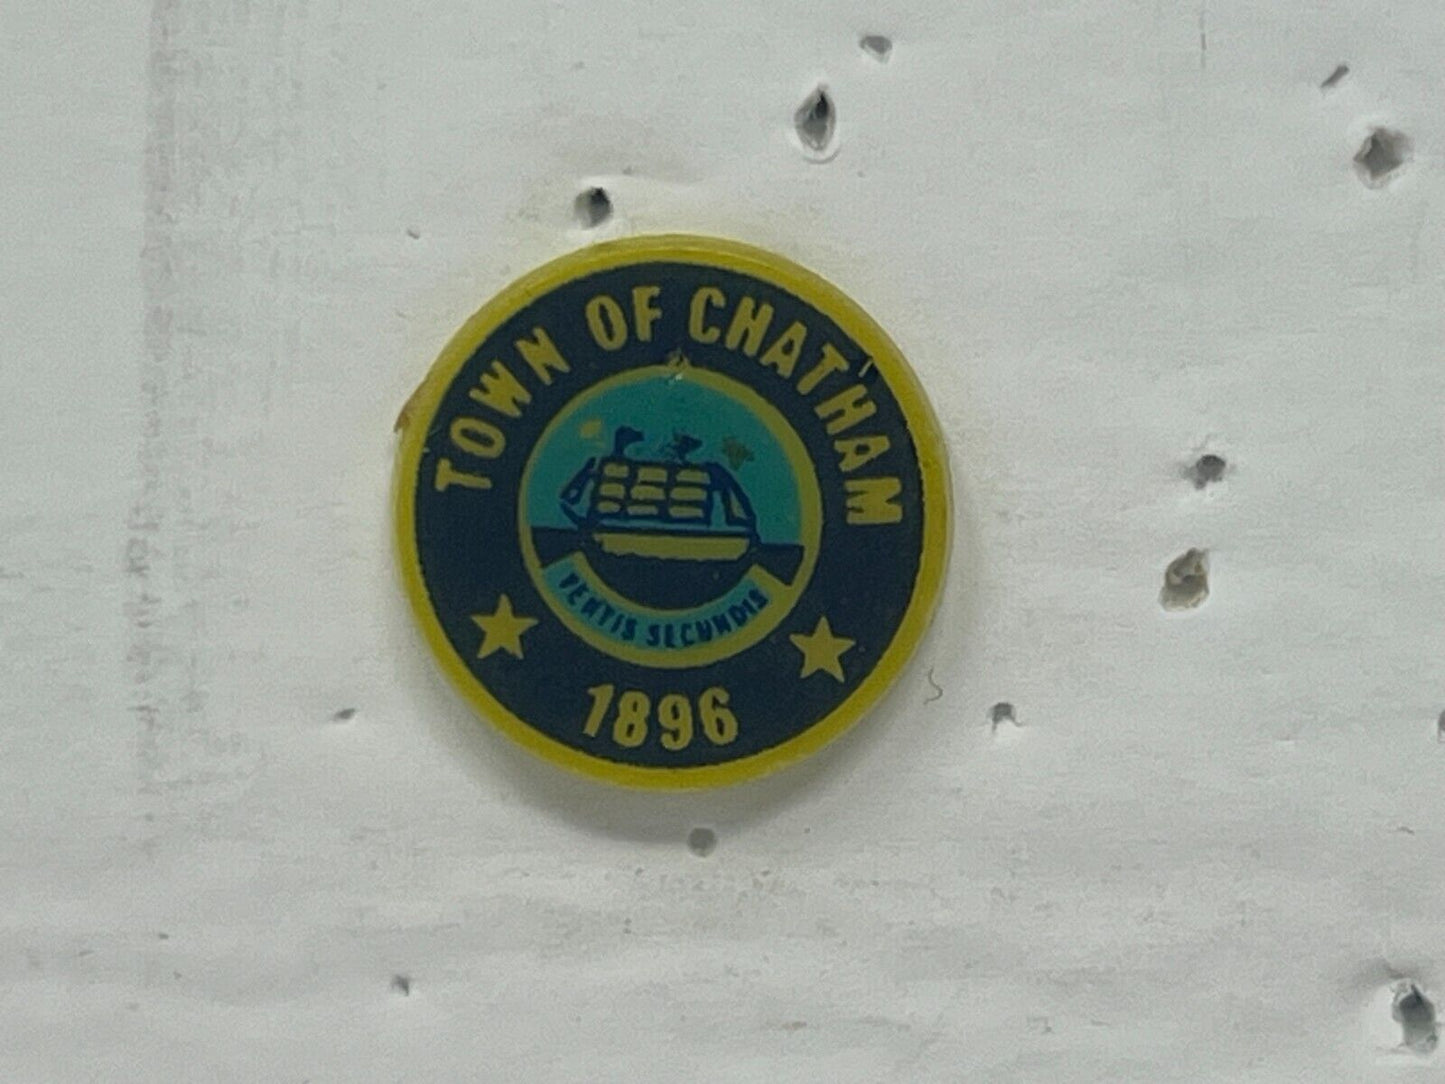 TOWN OF CHATHAM
VENTIS SECUNDIS
1896